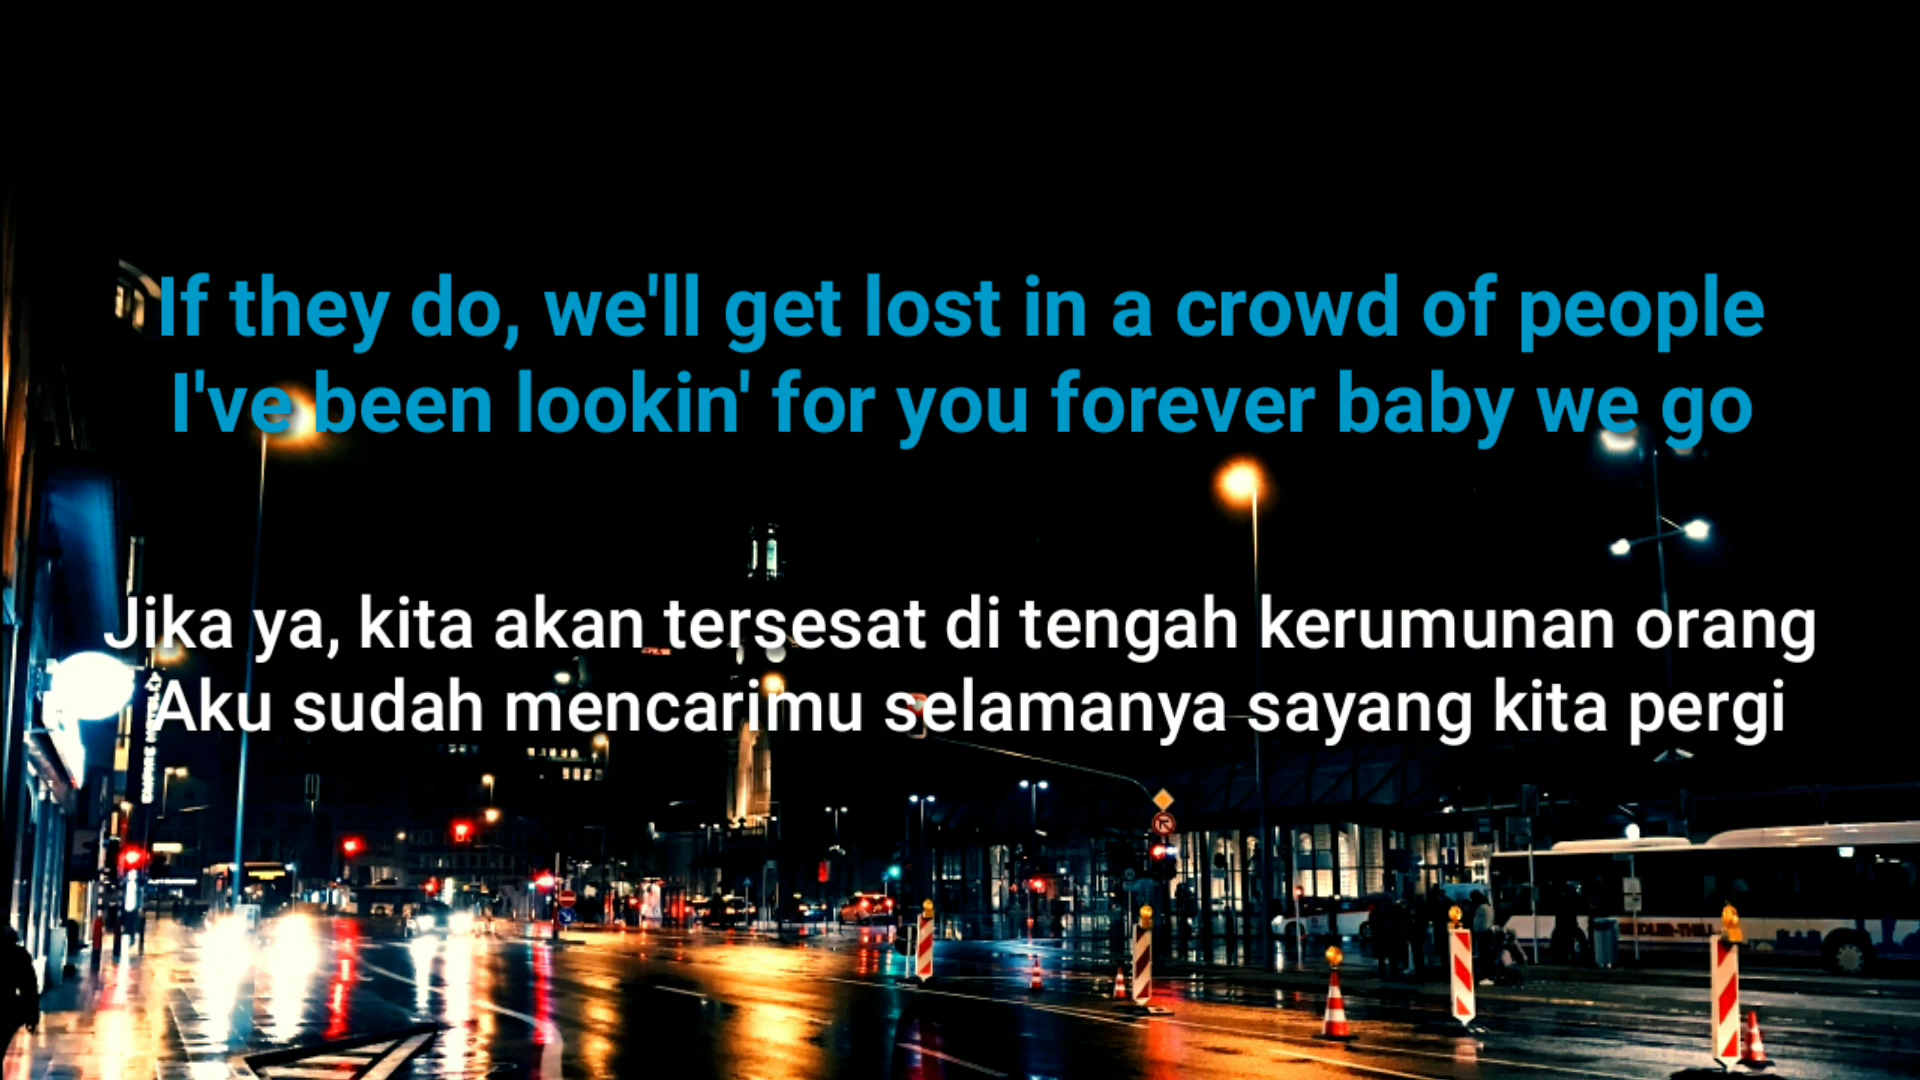 If they do, we'll get lost in a crowd of people
I've been lookin' for you forever baby we go
Jika ya, kita akan tersesat di tengah kerumunan orang
Aku sudah mencarimu selamanya sayang kita pergi